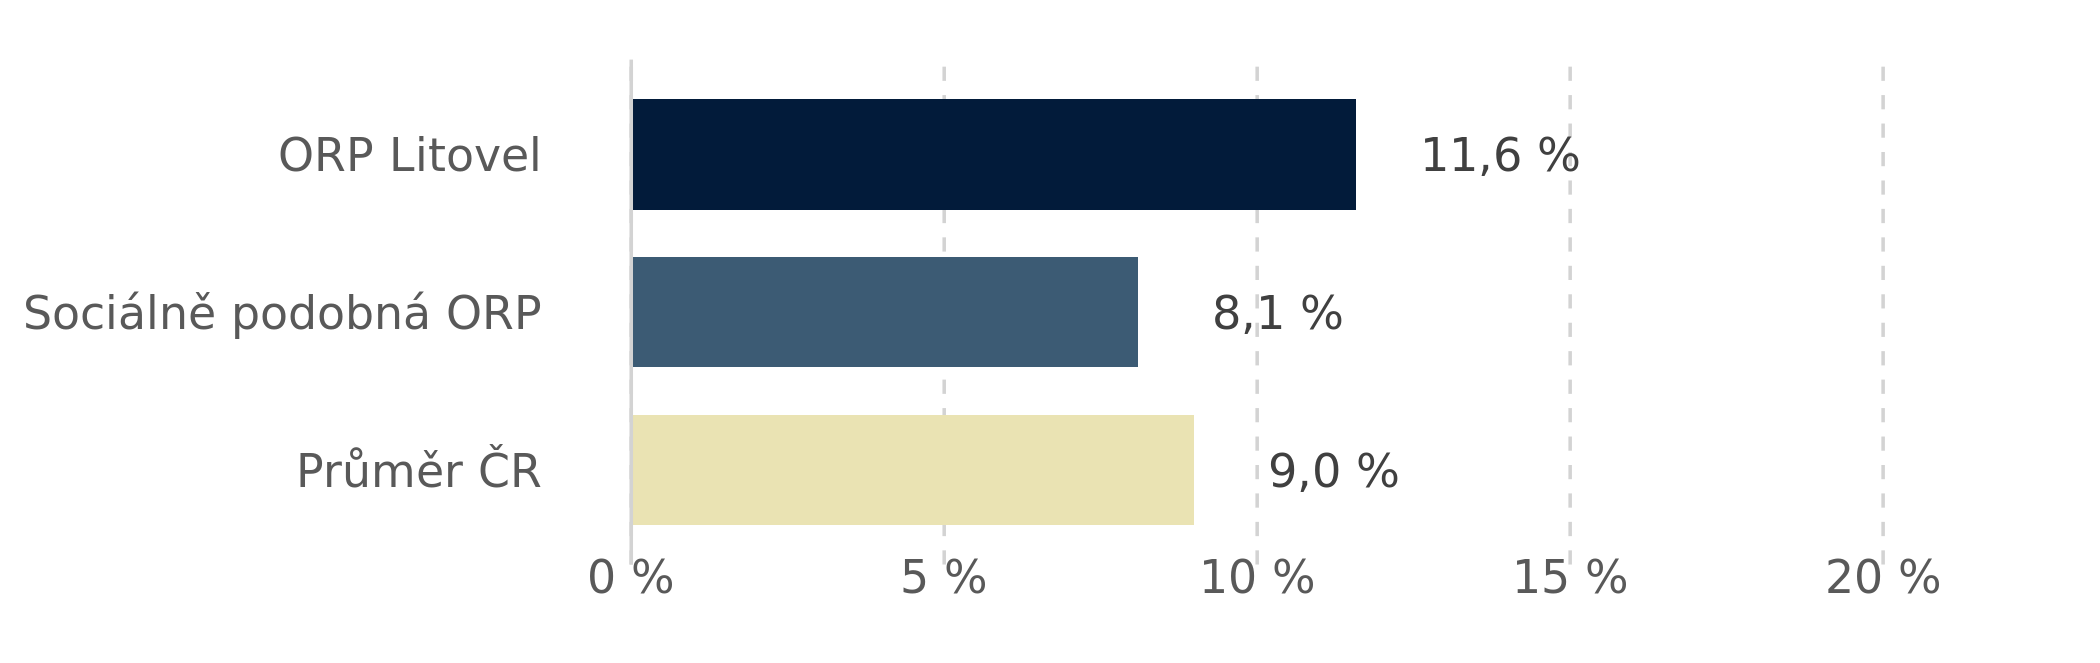 ORP Litovel
11,6 %
Sociálně podobná ORP
8,1 %
Průměr ČR
9,0 %
0 %
5 %
10 %
15 %
20 %